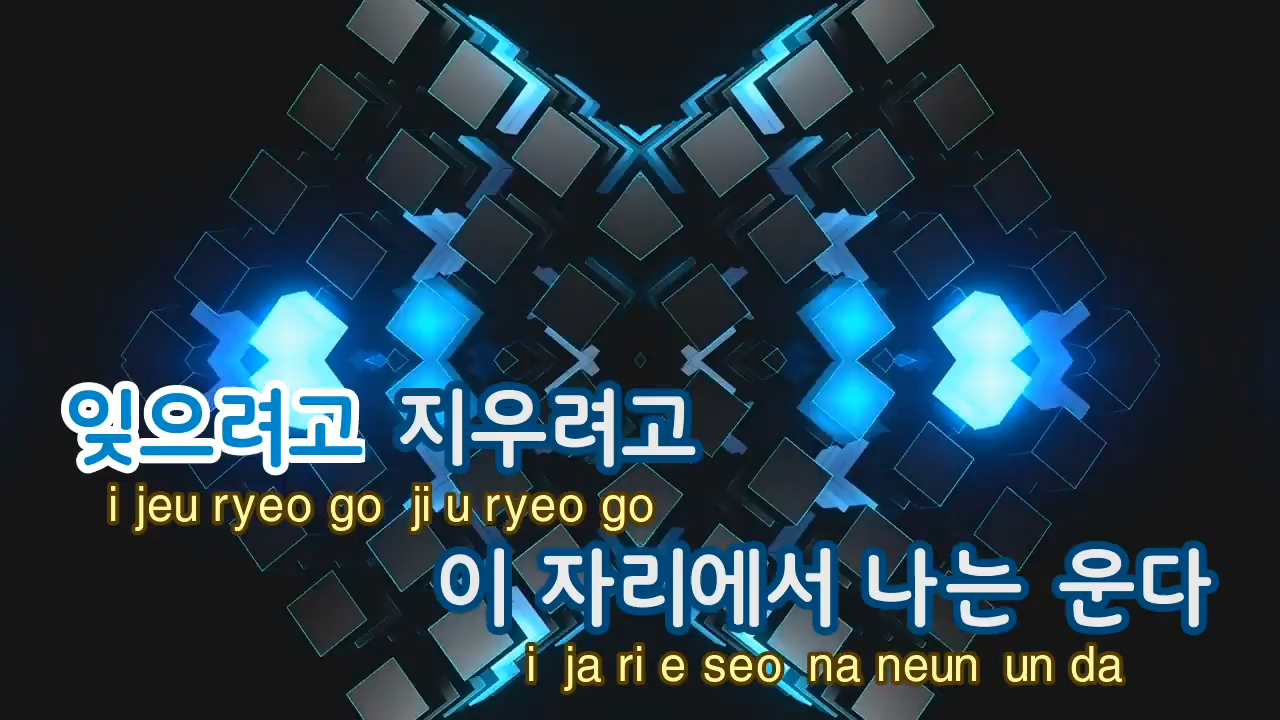 잊으려고 지우려고
i jeu ryeo go ji u ryeo go
이 자리에서 나는 운다
i ja ri e seo na neun un da